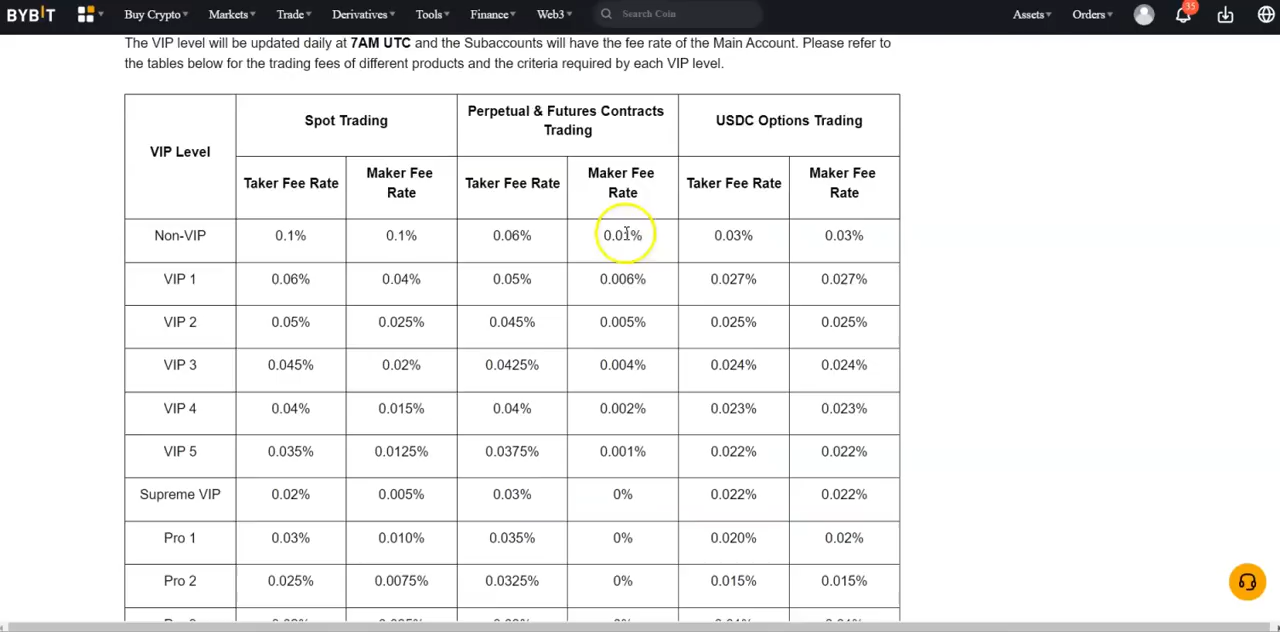 BYBIT Buy Crypto Markets Trade Derivatives Tools Finance Web3 Search Coin Assets Orders 35
The VIP level will be updated daily at 7AM UTC and the Subaccounts will have the fee rate of the Main Account. Please refer to
the tables below for the trading fees of different products and the criteria required by each VIP level.
VIP Level Spot Trading Perpetual & Futures Contracts
Trading USDC Options Trading
Taker Fee Rate Maker Fee
Rate Taker Fee Rate Maker Fee
Rate Taker Fee Rate Maker Fee
Rate
Non-VIP 0.1% 0.1% 0.06% 0.01% 0.03% 0.03%
VIP 1 0.06% 0.04% 0.05% 0.006% 0.027% 0.027%
VIP 2 0.05% 0.025% 0.045% 0.005% 0.025% 0.025%
VIP 3 0.045% 0.02% 0.0425% 0.004% 0.024% 0.024%
VIP 4 0.04% 0.015% 0.04% 0.002% 0.023% 0.023%
VIP 5 0.035% 0.0125% 0.0375% 0.001% 0.022% 0.022%
Supreme VIP 0.02% 0.005% 0.03% 0% 0.022% 0.022%
Pro 1 0.03% 0.010% 0.035% 0% 0.020% 0.02%
Pro 2 0.025% 0.0075% 0.0325% 0% 0.015% 0.015%